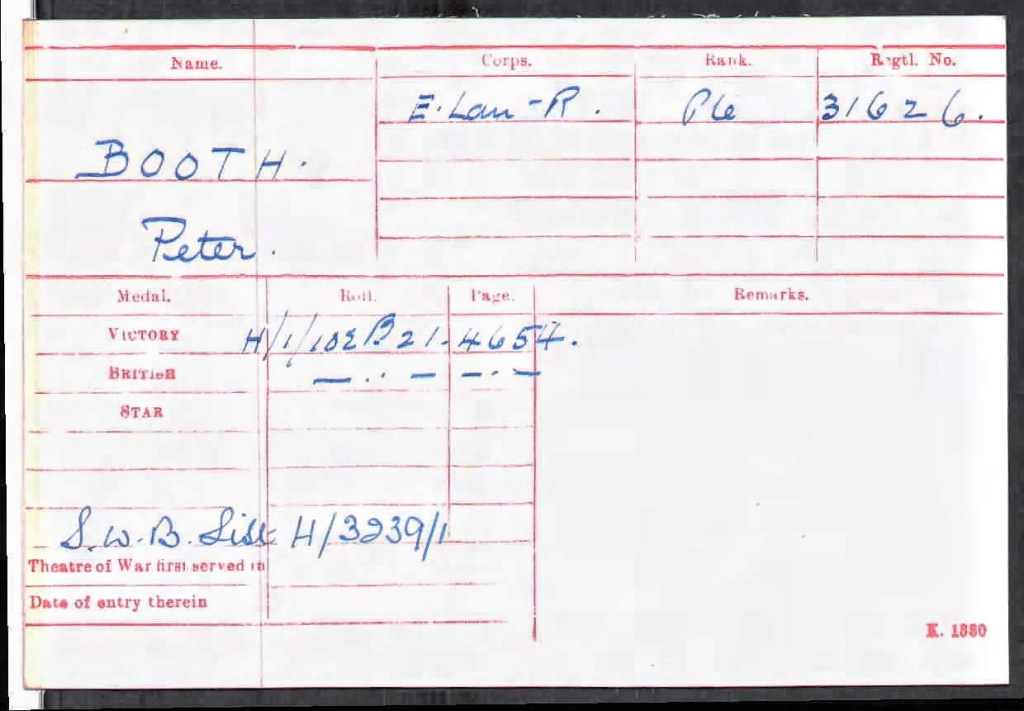 Name. Corps. Rank. Regtl. No.
E. Lan-R. Pte 31626.
BOOTH.
Peter.
Medal. Roll. Page. Remarks.
VICTORY H/1/102B21. 4654.
BRITISH — . . — — . —
STAR
S.W.B. List H/3239/1
Theatre of War first served in
Date of entry therein
K. 1380